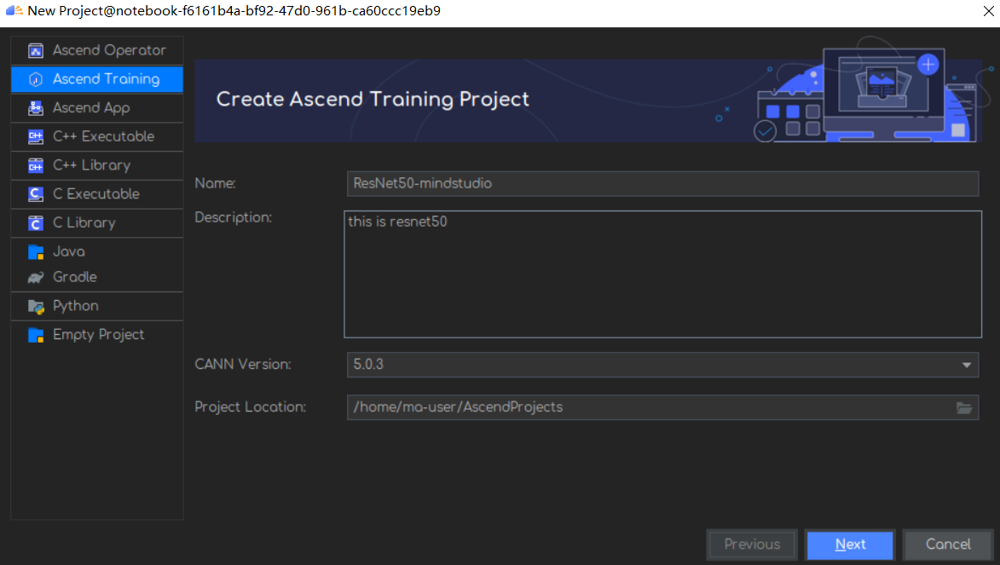 New Project@notebook-f6161b4a-bf92-47d0-961b-ca60ccc19eb9
Ascend Operator
Ascend Training
Ascend App
C++ Executable
C++ Library
C Executable
C Library
Java
Gradle
Python
Empty Project
Create Ascend Training Project
Name: ResNet50-mindstudio
Description: this is resnet50
CANN Version: 5.0.3
Project Location: /home/ma-user/AscendProjects
Previous Next Cancel